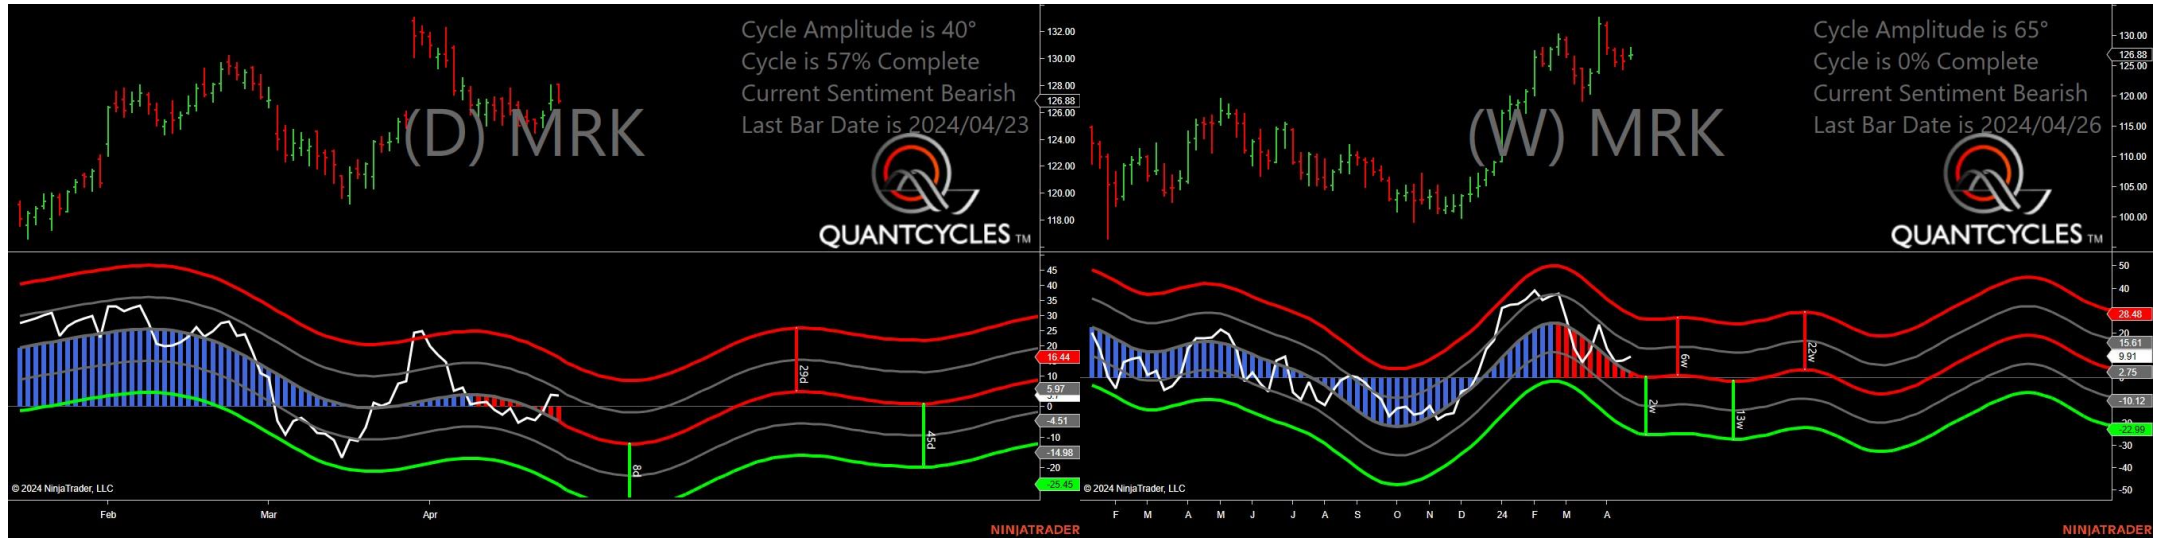 Cycle Amplitude is 40°
Cycle is 57% Complete
Current Sentiment Bearish
Last Bar Date is 2024/04/23
(D) MRK
QUANTCYCLES TM
132.00
130.00
128.00
126.88
126.00
124.00
122.00
120.00
118.00
45
40
35
30
25
20
16.44
10
5.97
0
-4.51
-10
-14.98
-20
-25.45
29d
8d
45d
© 2024 NinjaTrader, LLC
Feb
Mar
Apr
NINJATRADER
Cycle Amplitude is 65°
Cycle is 0% Complete
Current Sentiment Bearish
Last Bar Date is 2024/04/26
(W) MRK
QUANTCYCLES TM
130.00
126.88
125.00
120.00
115.00
110.00
105.00
100.00
50
40
28.48
20
15.61
9.91
2.75
-10.12
-22.99
-30
-40
-50
6w
22w
2w
13w
© 2024 NinjaTrader, LLC
F M A M J J A S O N D 24 F M A
NINJATRADER